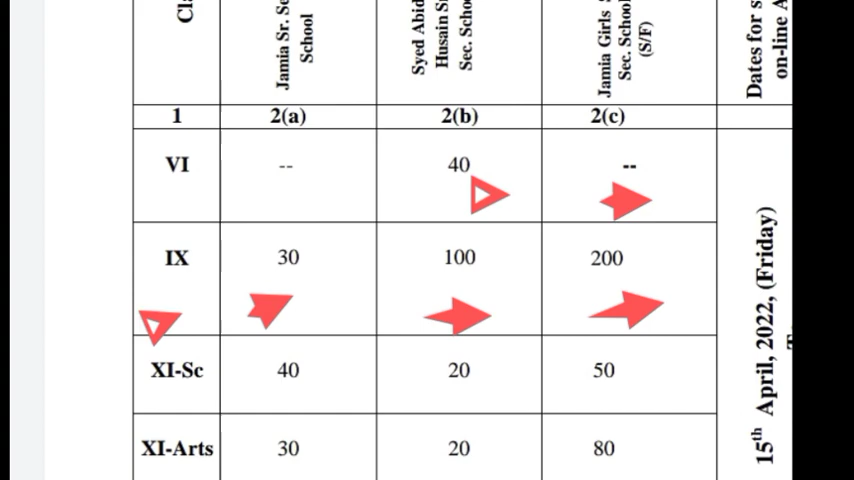 Jamia Sr. Se
School
Syed Abid
Husain Sr
Sec. Scho
Jamia Girls
Sec. School
(S/F)
Dates for s
on-line A
1 2(a) 2(b) 2(c)
VI -- 40 --
IX 30 100 200
XI-Sc 40 20 50
XI-Arts 30 20 80
15th April, 2022, (Friday)